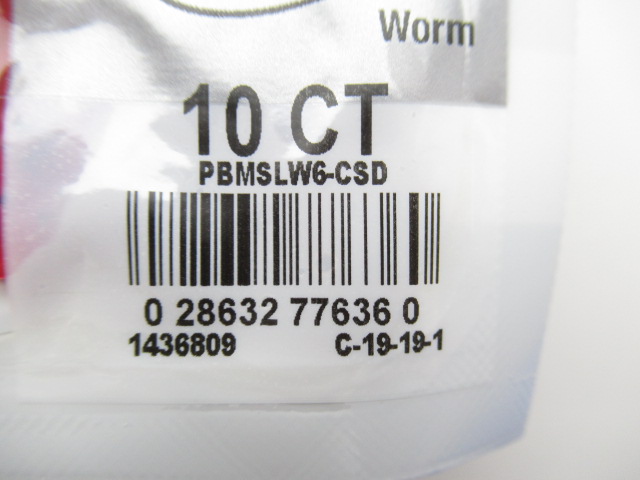 Worm
10 CT
PBMSLW6-CSD
0 28632 77636 0
1436809 C-19-19-1